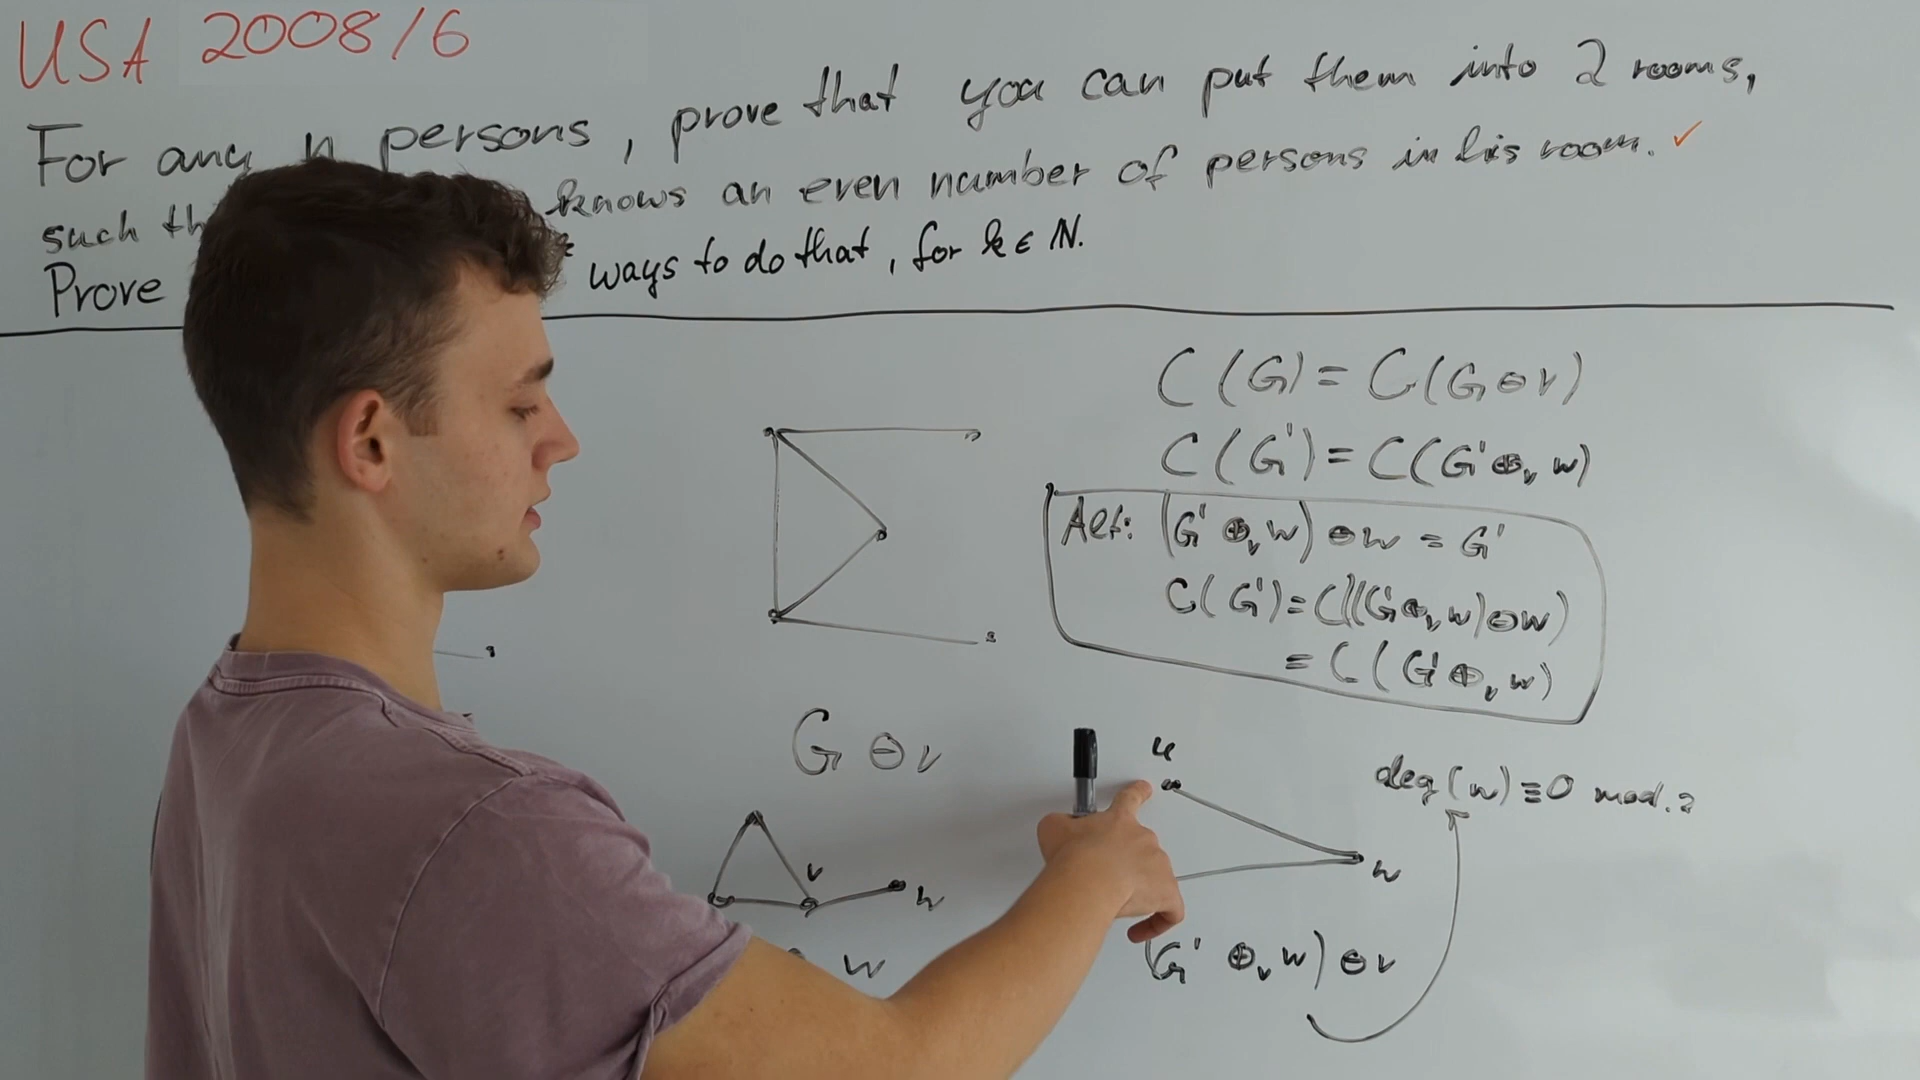 USA 2008/6
For any n persons, prove that you can put them into 2 rooms,
such th knows an even number of persons in his room. ✓
Prove ways to do that, for k ∈ N.
C(G) = C(G⊖v)
C(G') = C(G'⊕ᵥ w)
Alt: (G' ⊕ᵥ w) ⊖ w = G'
C(G') = C((G'⊕ᵥ w)⊖w)
= C(G'⊕ᵥ w)
G ⊖ v
u
deg(w) ≡ 0 mod. 2
v
w
w
w
(G' ⊕ᵥ w) ⊖ v